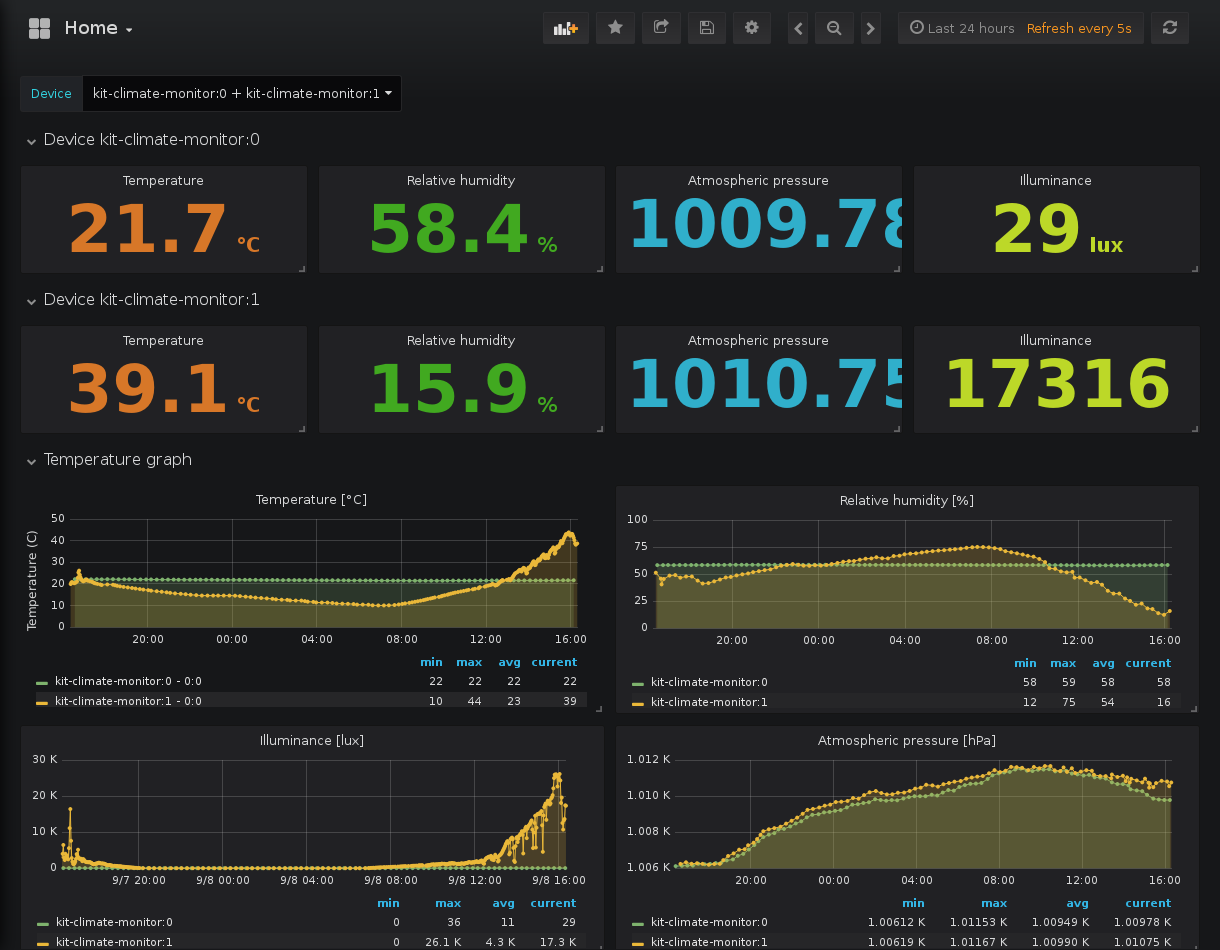 Home
Last 24 hours Refresh every 5s
Device kit-climate-monitor:0 + kit-climate-monitor:1
Device kit-climate-monitor:0
Temperature Relative humidity Atmospheric pressure Illuminance
21.7 °C 58.4 % 1009.78 29 lux
Device kit-climate-monitor:1
Temperature Relative humidity Atmospheric pressure Illuminance
39.1 °C 15.9 % 1010.75 17316
Temperature graph
Temperature [°C]
Temperature (C)
50
40
30
20
10
0
20:00 00:00 04:00 08:00 12:00 16:00
min max avg current
kit-climate-monitor:0 - 0:0 22 22 22 22
kit-climate-monitor:1 - 0:0 10 44 23 39
Relative humidity [%]
100
75
50
25
0
20:00 00:00 04:00 08:00 12:00 16:00
min max avg current
kit-climate-monitor:0 58 59 58 58
kit-climate-monitor:1 12 75 54 16
Illuminance [lux]
30 K
20 K
10 K
0
9/7 20:00 9/8 00:00 9/8 04:00 9/8 08:00 9/8 12:00 9/8 16:00
min max avg current
kit-climate-monitor:0 0 36 11 29
kit-climate-monitor:1 0 26.1 K 4.3 K 17.3 K
Atmospheric pressure [hPa]
1.012 K
1.010 K
1.008 K
1.006 K
20:00 00:00 04:00 08:00 12:00 16:00
min max avg current
kit-climate-monitor:0 1.00612 K 1.01153 K 1.00949 K 1.00978 K
kit-climate-monitor:1 1.00619 K 1.01167 K 1.00990 K 1.01075 K